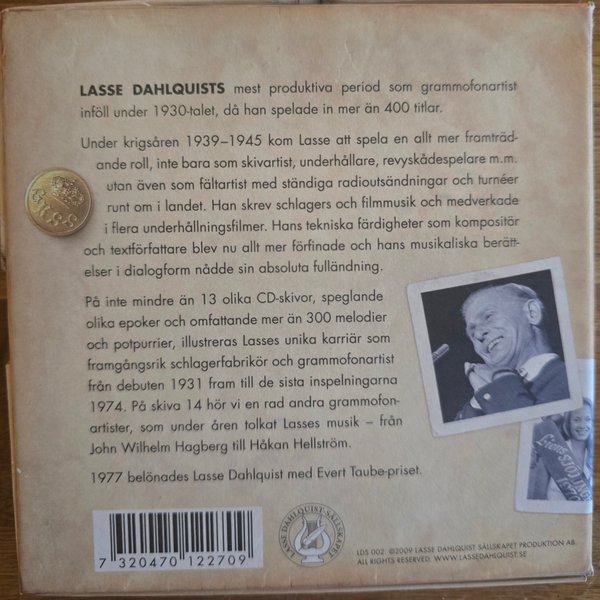 LASSE DAHLQUISTS mest produktiva period som grammofonartist
inföll under 1930-talet, då han spelade in mer än 400 titlar.
Under krigsåren 1939–1945 kom Lasse att spela en allt mer framträd-
ande roll, inte bara som skivartist, underhållare, revyskådespelare m.m.
utan även som fältartist med ständiga radioutsändningar och turnéer
runt om i landet. Han skrev schlagers och filmmusik och medverkade
i flera underhållningsfilmer. Hans tekniska färdigheter som kompositör
och textförfattare blev nu allt mer förfinade och hans musikaliska berätt-
elser i dialogform nådde sin absoluta fulländning.
På inte mindre än 13 olika CD-skivor, speglande
olika epoker och omfattande mer än 300 melodier
och potpurrier, illustreras Lasses unika karriär som
framgångsrik schlagerfabrikör och grammofonartist
från debuten 1931 fram till de sista inspelningarna
1974. På skiva 14 hör vi en rad andra grammofon-
artister, som under åren tolkat Lasses musik – från
John Wilhelm Hagberg till Håkan Hellström.
1977 belönades Lasse Dahlquist med Evert Taube-priset.
7 320470 122709
LASSE DAHLQUIST-SÄLLSKAPET
LDS 002. ©2009 LASSE DAHLQUIST SÄLLSKAPET PRODUKTION AB.
ALL RIGHTS RESERVED. WWW.LASSEDAHLQUIST.SE